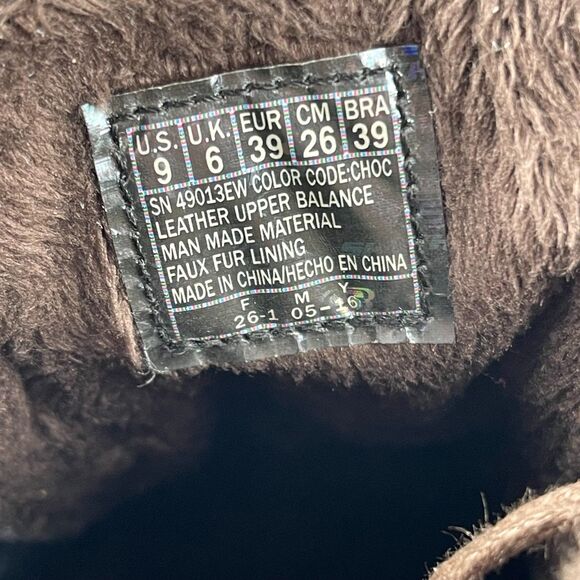 U.S. U.K. EUR CM BRA
9 6 39 26 39
SN 49013EW COLOR CODE:CHOC
LEATHER UPPER BALANCE
MAN MADE MATERIAL
FAUX FUR LINING
MADE IN CHINA/HECHO EN CHINA
F M Y
26-1 05-16